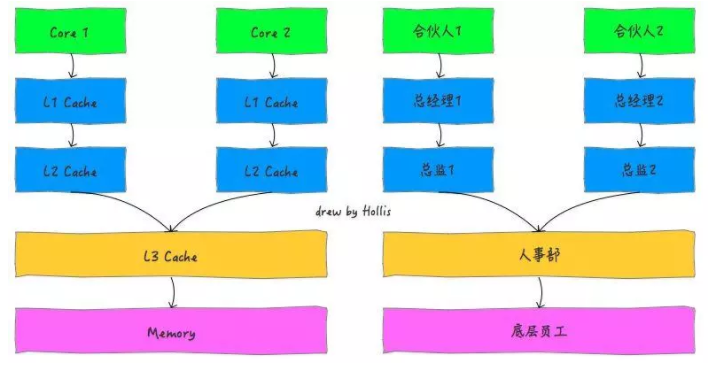 Core 1
Core 2
合伙人1
合伙人2
L1 Cache
L1 Cache
总经理1
总经理2
L2 Cache
L2 Cache
总监1
总监2
drew by Hollis
L3 Cache
人事部
Memory
底层员工